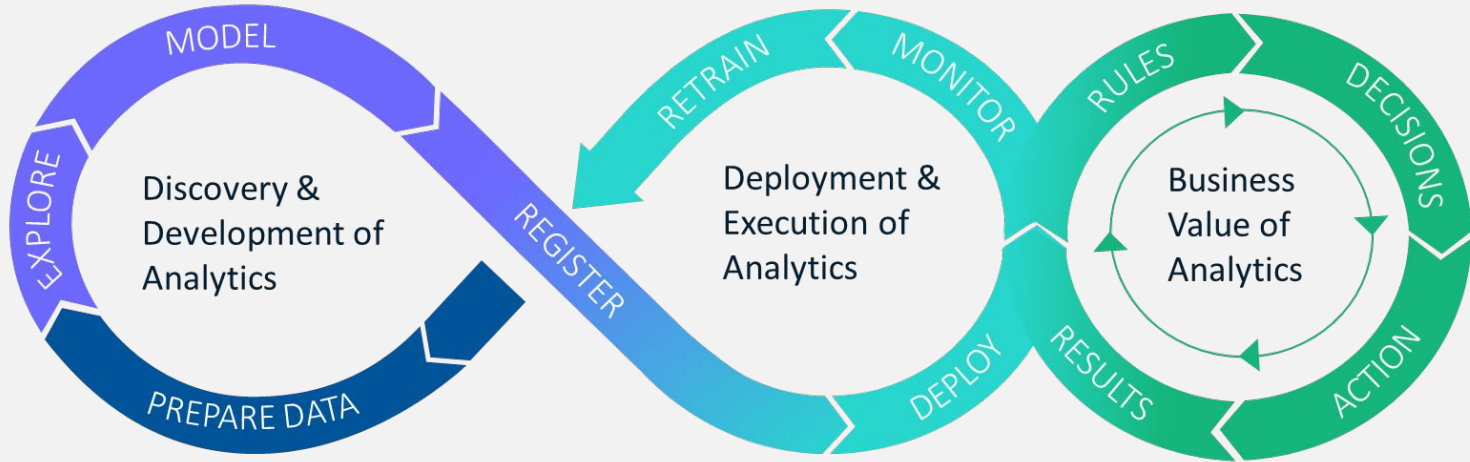 MODEL
EXPLORE
PREPARE DATA
Discovery &
Development of
Analytics
REGISTER
RETRAIN
MONITOR
DEPLOY
Deployment &
Execution of
Analytics
RULES
DECISIONS
ACTION
RESULTS
Business
Value of
Analytics